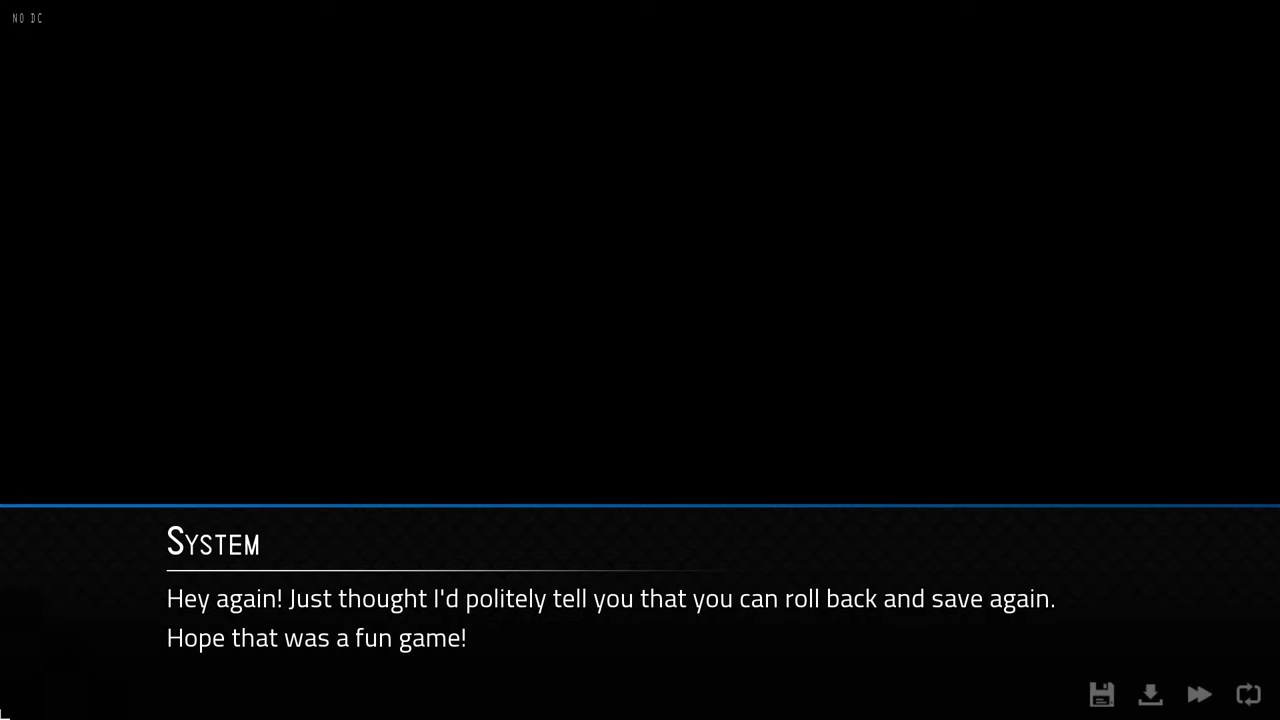 NO DC
System
Hey again! Just thought I'd politely tell you that you can roll back and save again.
Hope that was a fun game!